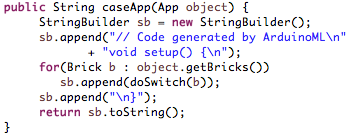 public String caseApp(App object) {
StringBuilder sb = new StringBuilder();
sb.append("// Code generated by ArduinoML\n"
+ "void setup() {\n");
for(Brick b : object.getBricks())
sb.append(doSwitch(b));
sb.append("\n}");
return sb.toString();
}